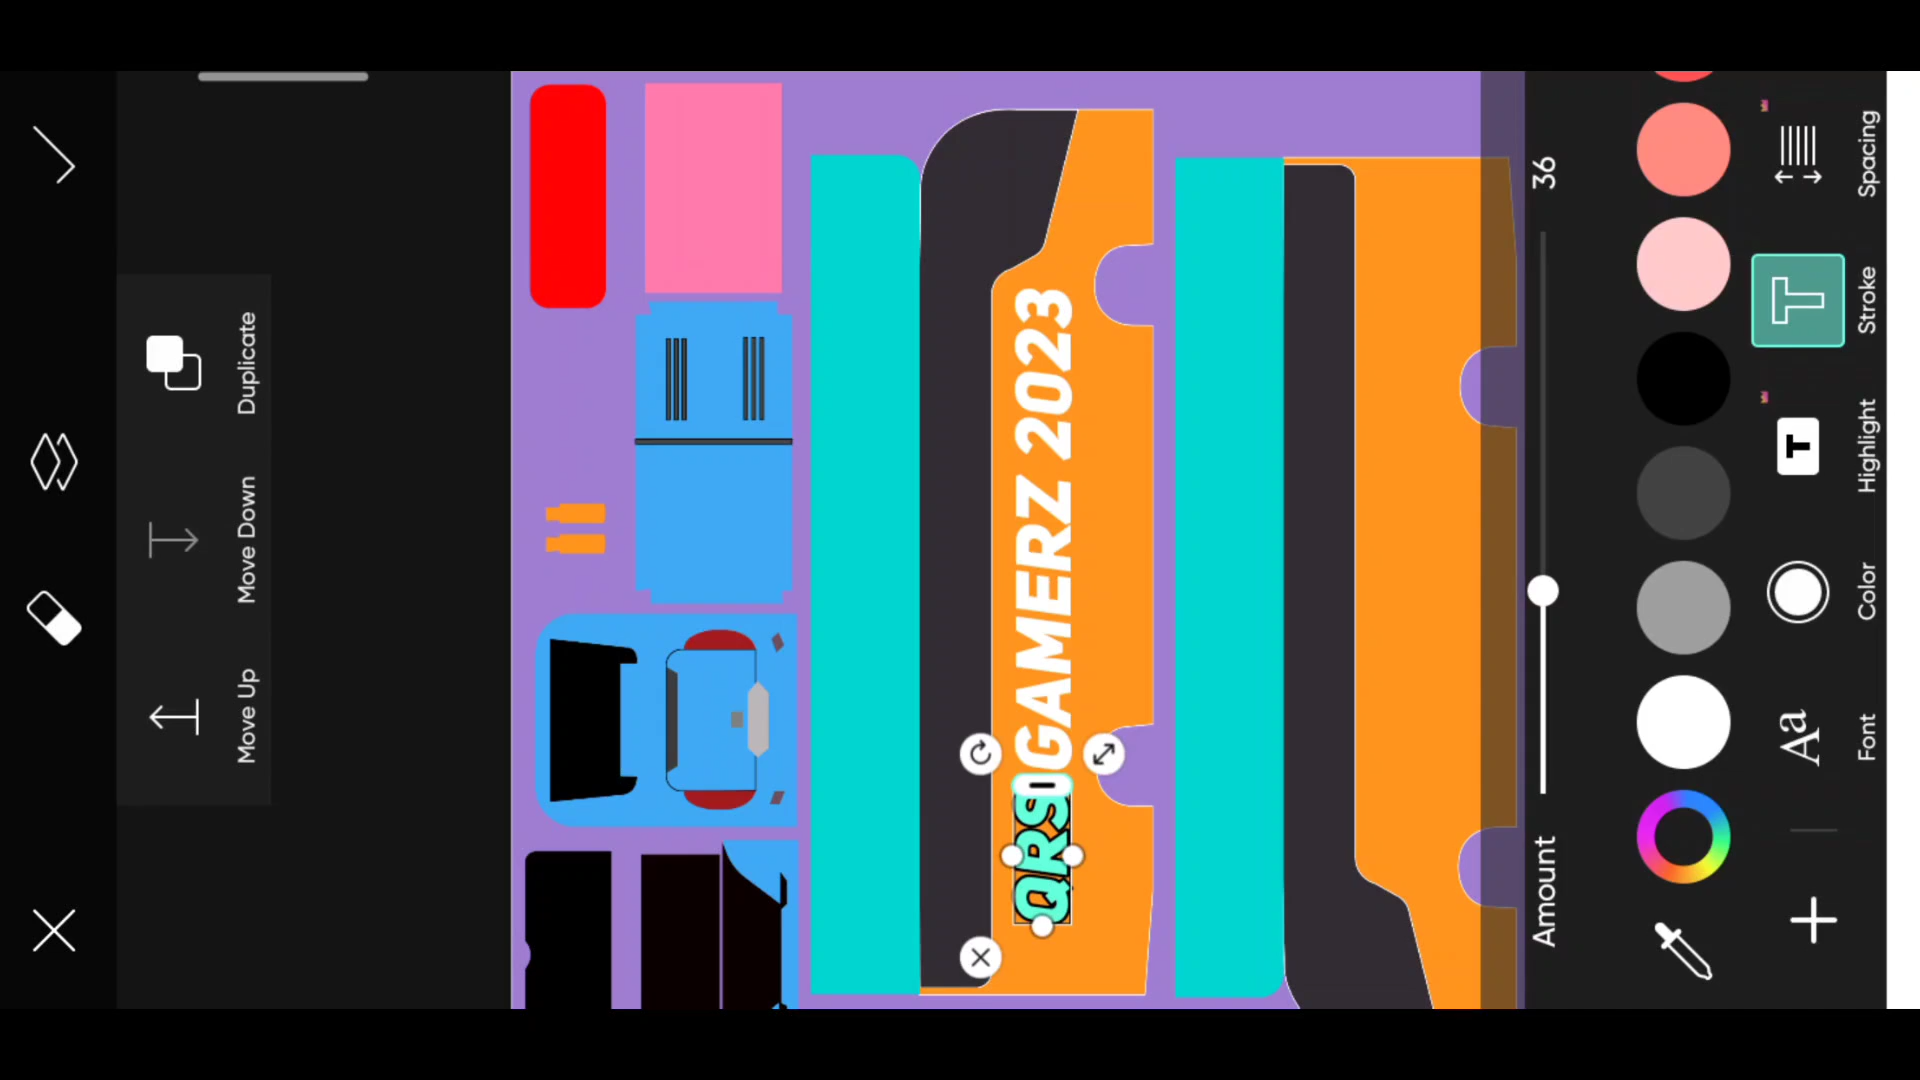 Move Up Move Down Duplicate
QRS GAMERZ 2023
Amount 36
Aa T T
Font Color Highlight Stroke Spacing